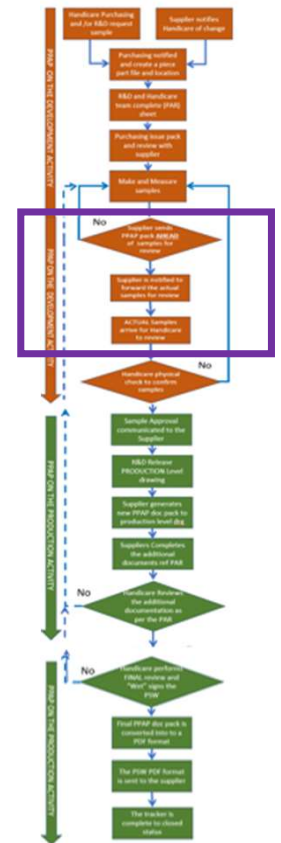 Handicare Purchasing
and /or R&D request
sample
Supplier notifies
Handicare of change
Purchasing notified
and create a piece
part file and location
R&D and Handicare
team complete (PAR)
sheet
Purchasing issue pack
and review with
supplier
Make and Measure
samples
No
Supplier sends
PPAP pack AHEAD
of samples for
review
Supplier is notified to
forward the actual
samples for review
ACTUAL Samples
arrive for Handicare
to review
No
Handicare physical
check to confirm
samples
PPAP ON THE DEVELOPMENT ACTIVITY
PPAP ON THE DEVELOPMENT ACTIVITY
Sample Approval
communicated to the
Supplier
R&D Release
PRODUCTION Level
drawing
Supplier generates
new PPAP doc pack to
production level dsg
Suppliers Completes
the additional
documents ref PAR
No
Handicare Reviews
the additional
documentation as
per the PAR
PPAP ON THE PRODUCTION ACTIVITY
No
Handicare performs
FINAL review and
"Wet" signs the
PSW
Final PPAP doc pack is
converted into to a
PDF format
The PSW PDF format
is sent to the supplier
The tracker is
complete to closed
status
PPAP ON THE PRODUCTION ACTIVITY